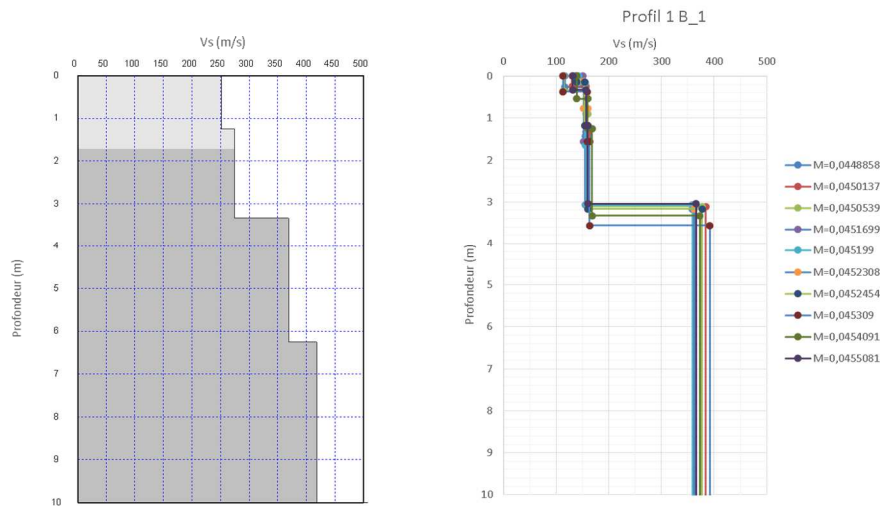 Vs (m/s)
0 50 100 150 200 250 300 350 400 450 500
0
1
2
3
4
5
6
7
8
9
10
Profondeur (m)
Profil 1 B_1
Vs (m/s)
0 100 200 300 400 500
0
1
2
3
4
5
6
7
8
9
10
Profondeur (m)
M=0,0448858
M=0,0450137
M=0,0450539
M=0,0451699
M=0,045199
M=0,0452308
M=0,0452454
M=0,045309
M=0,0454091
M=0,0455081